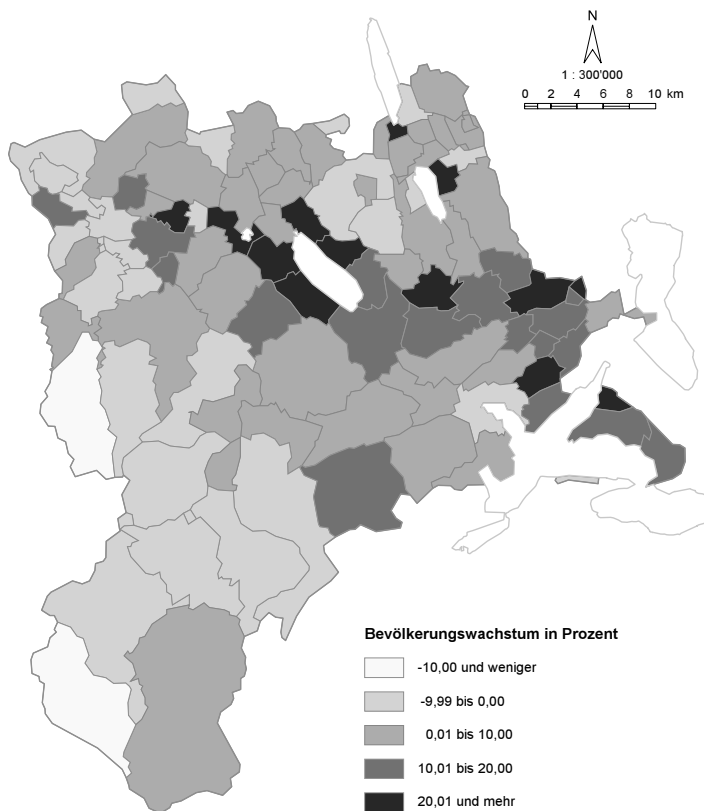 N
1 : 300'000
0 2 4 6 8 10 km
Bevölkerungswachstum in Prozent
-10,00 und weniger
-9,99 bis 0,00
0,01 bis 10,00
10,01 bis 20,00
20,01 und mehr